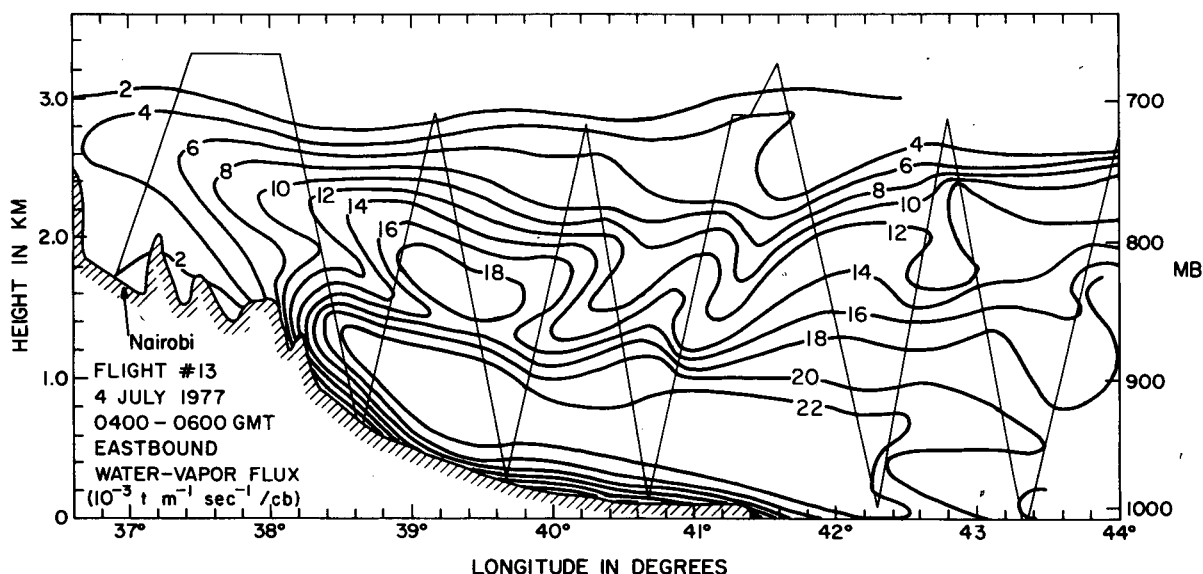 HEIGHT IN KM
3.0
2.0
1.0
0
700
800
900
1000
MB
2
4
6
8
10
12
14
16
18
2
4
6
8
10
12
14
16
18
20
22
Nairobi
FLIGHT #13
4 JULY 1977
0400 - 0600 GMT
EASTBOUND
WATER-VAPOR FLUX
(10⁻³ t m⁻¹ sec⁻¹ /cb)
37° 38° 39° 40° 41° 42° 43° 44°
LONGITUDE IN DEGREES